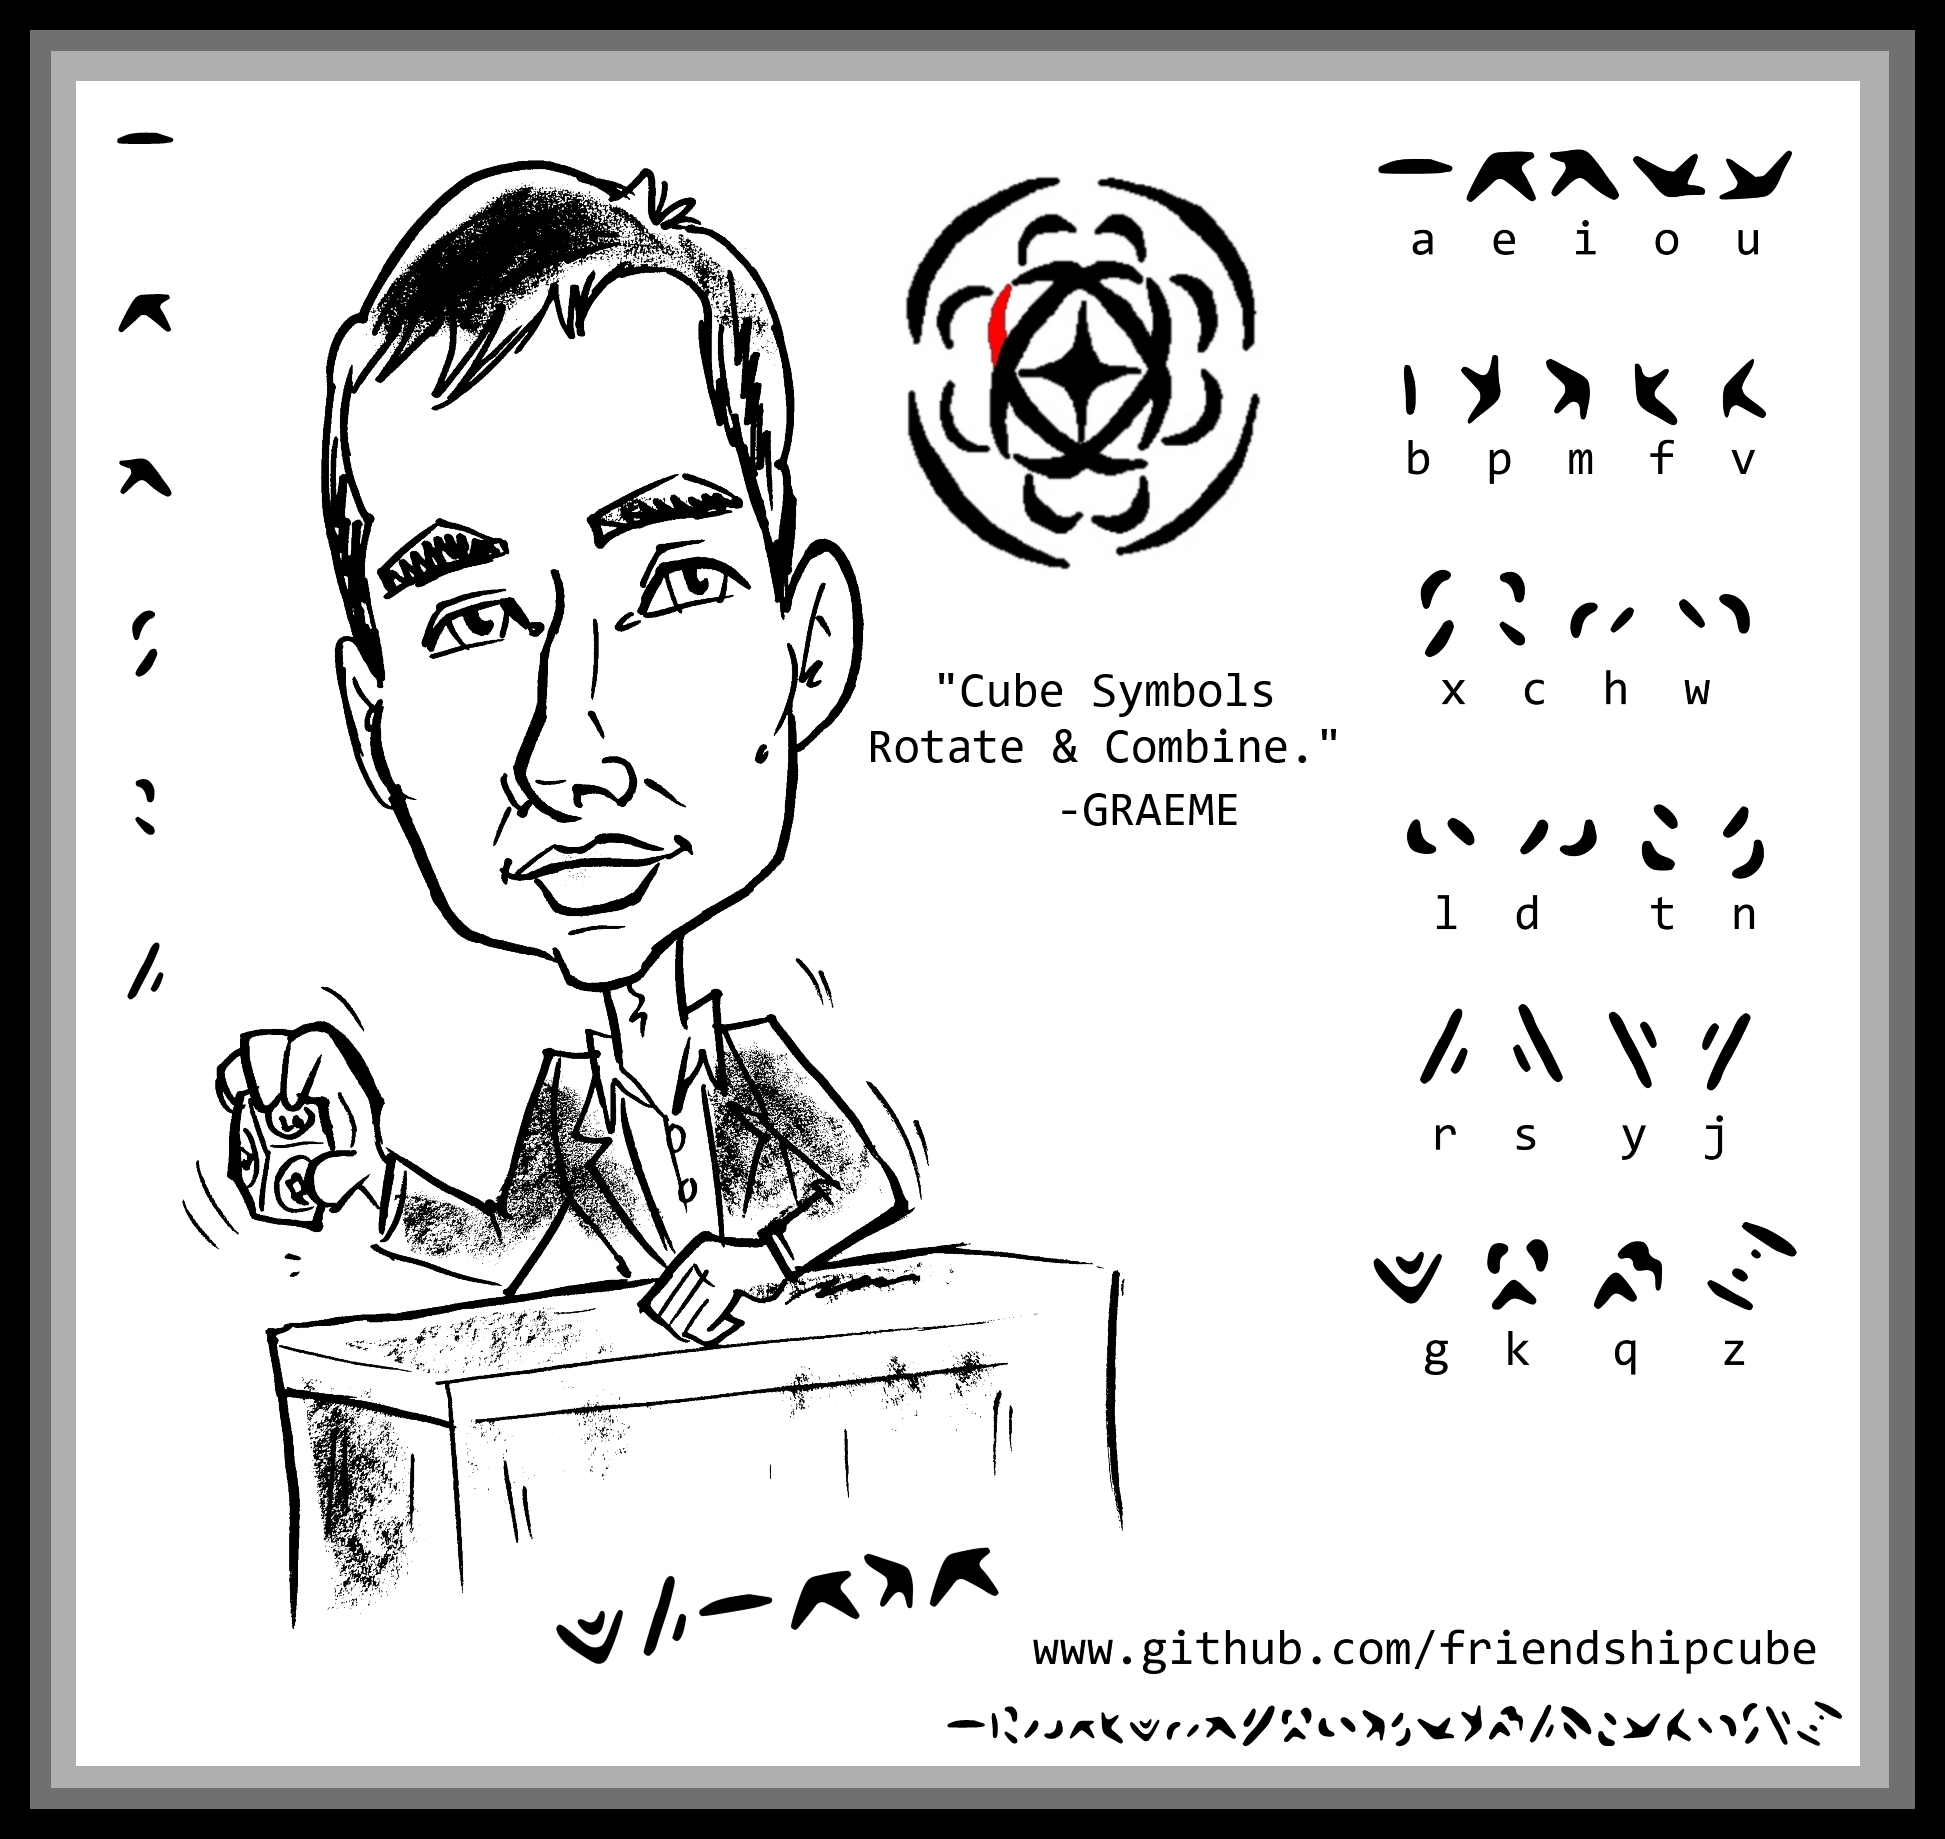 a e i o u
b p m f v
"Cube Symbols
Rotate & Combine."
-GRAEME
x c h w
l d t n
r s y j
g k q z
www.github.com/friendshipcube